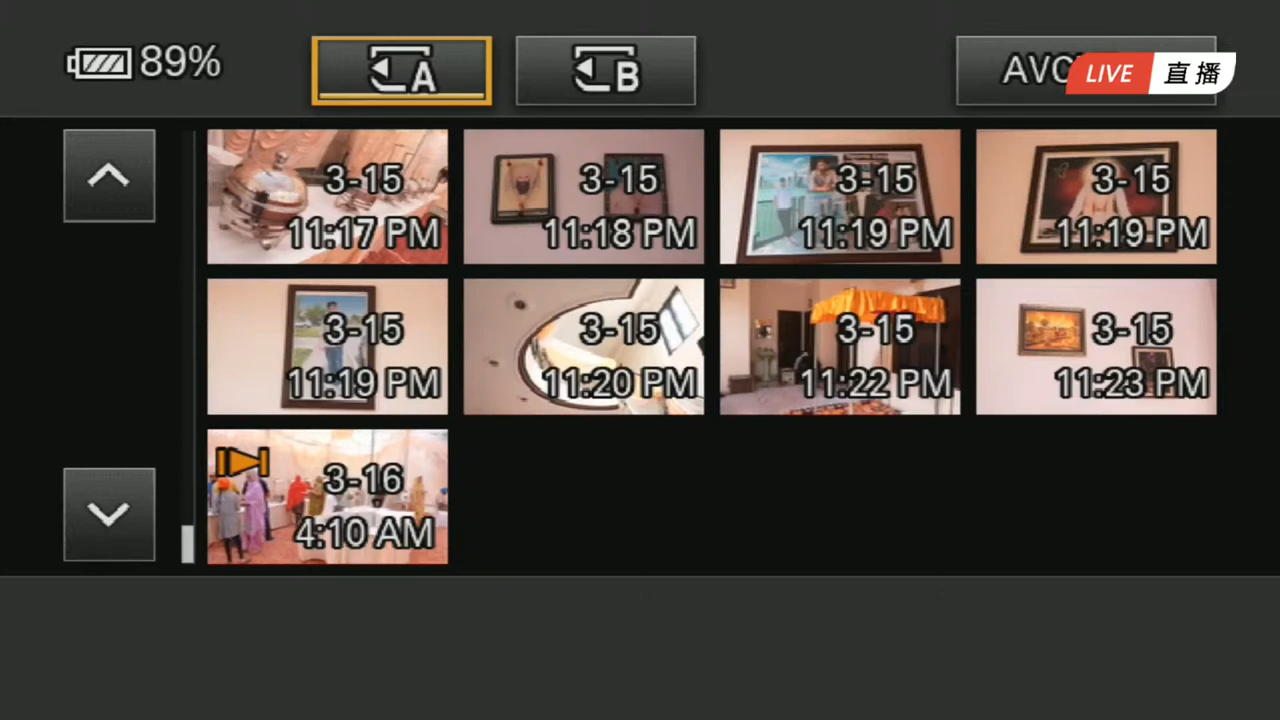 89%
A
B
AVC
LIVE 直播
3-15
11:17 PM
3-15
11:18 PM
3-15
11:19 PM
3-15
11:19 PM
3-15
11:19 PM
3-15
11:20 PM
3-15
11:22 PM
3-15
11:23 PM
3-16
4:10 AM